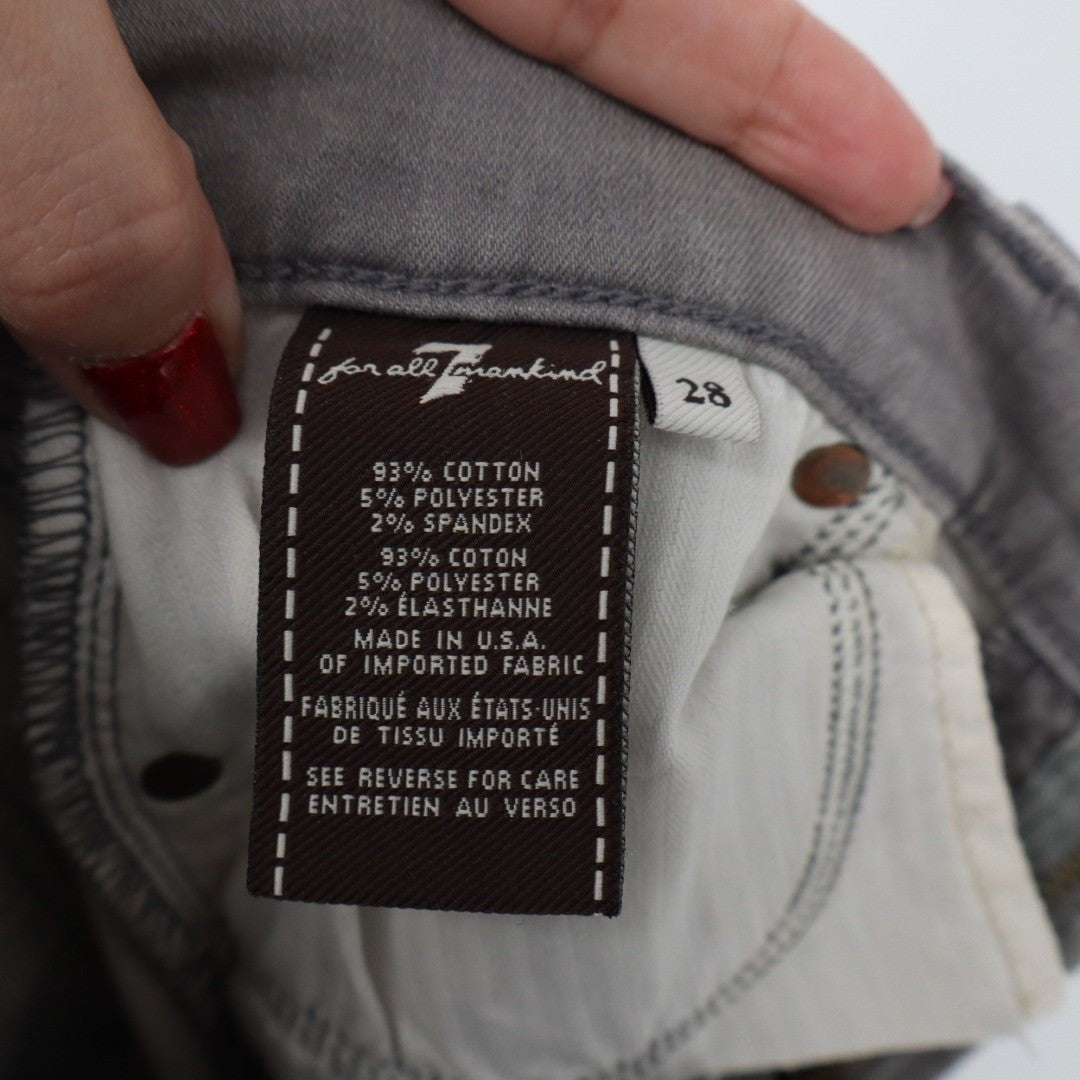 for all 7 mankind
28
93% COTTON
5% POLYESTER
2% SPANDEX
93% COTON
5% POLYESTER
2% ÉLASTHANNE
MADE IN U.S.A.
OF IMPORTED FABRIC
FABRIQUÉ AUX ÉTATS-UNIS
DE TISSU IMPORTÉ
SEE REVERSE FOR CARE
ENTRETIEN AU VERSO